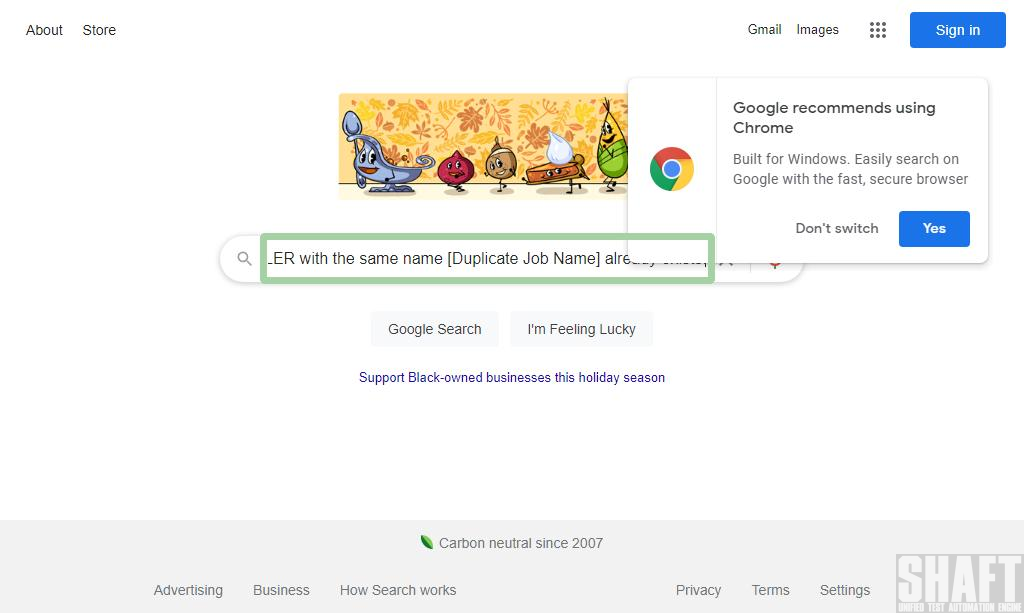 About Store
Gmail Images
Sign in
Google recommends using
Chrome
Built for Windows. Easily search on
Google with the fast, secure browser
Don't switch
Yes
LER with the same name [Duplicate Job Name] already exists
Google Search
I'm Feeling Lucky
Support Black-owned businesses this holiday season
Carbon neutral since 2007
Advertising Business How Search works
Privacy Terms Settings
SHAFT
UNIFIED TEST AUTOMATION ENGINE